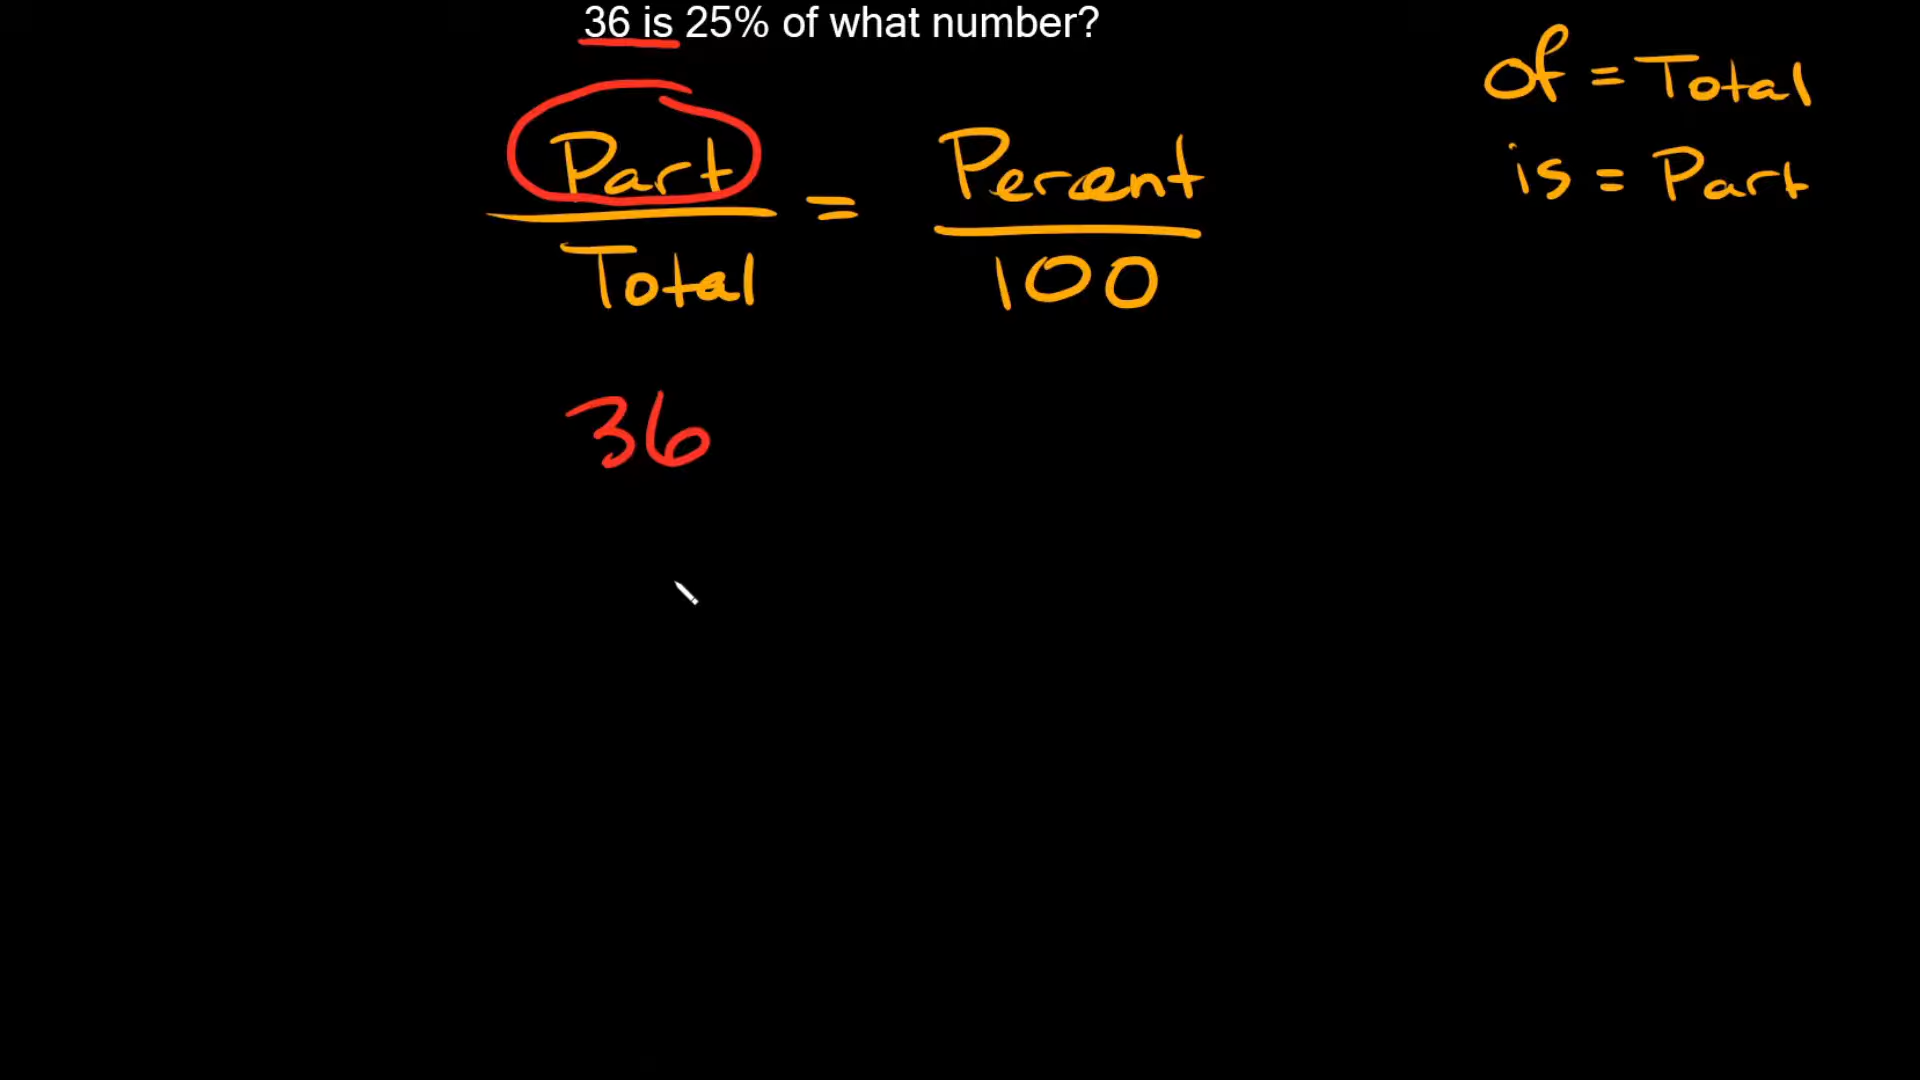 36 is 25% of what number?
of = Total
is = Part
Part / Total = Percent / 100
36